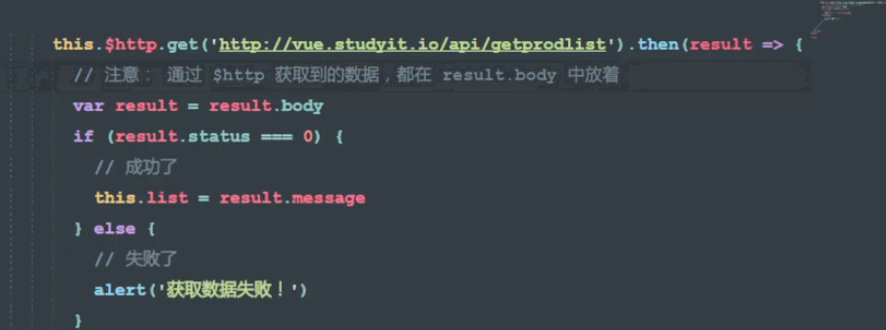 this.$http.get('http://vue.studyit.io/api/getprodlist').then(result => {
// 注意： 通过 $http 获取到的数据，都在 result.body 中放着
var result = result.body
if (result.status === 0) {
// 成功了
this.list = result.message
} else {
// 失败了
alert('获取数据失败！')
}